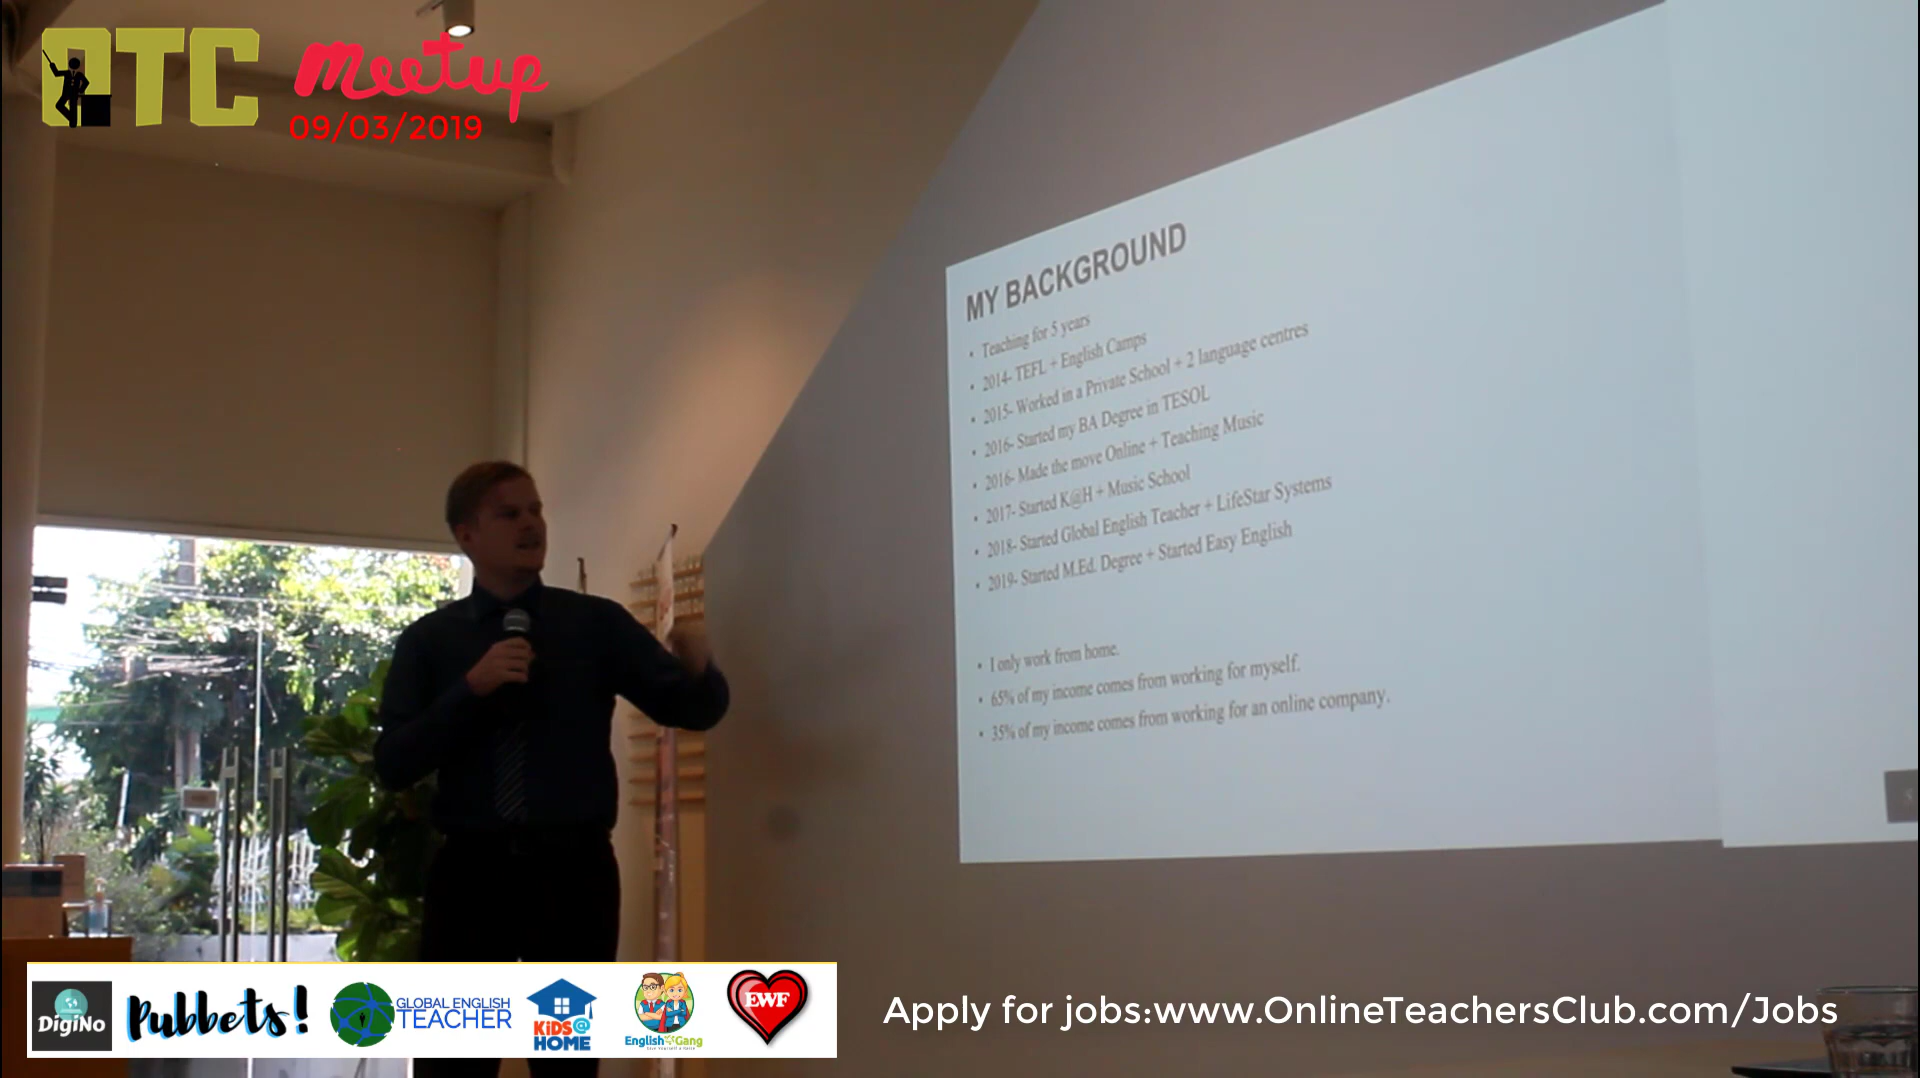 OTC
meetup
09/03/2019
MY BACKGROUND
• Teaching for 5 years
• 2014- TEFL + English Camps
• 2015- Worked in a Private School + 2 language centres
• 2016- Started my BA Degree in TESOL
• 2016- Made the move Online + Teaching Music
• 2017- Started K@H + Music School
• 2018- Started Global English Teacher + LifeStar Systems
• 2019- Started M.Ed. Degree + Started Easy English
• I only work from home.
• 65% of my income comes from working for myself.
• 35% of my income comes from working for an online company.
DigiNo
Pubbets!
GLOBAL ENGLISH
TEACHER
KiDS@
HOME
English Gang
EWF
Apply for jobs:www.OnlineTeachersClub.com/Jobs